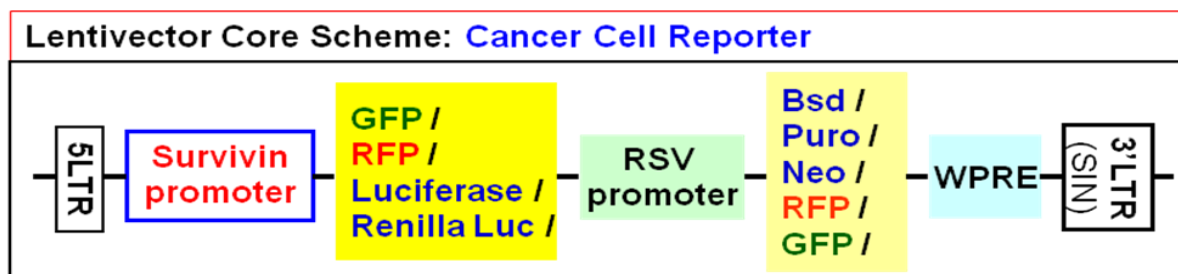 Lentivector Core Scheme: Cancer Cell Reporter
5LTR
Survivin
promoter
GFP /
RFP /
Luciferase /
Renilla Luc /
RSV
promoter
Bsd /
Puro /
Neo /
RFP /
GFP /
WPRE
3'LTR
(SIN)